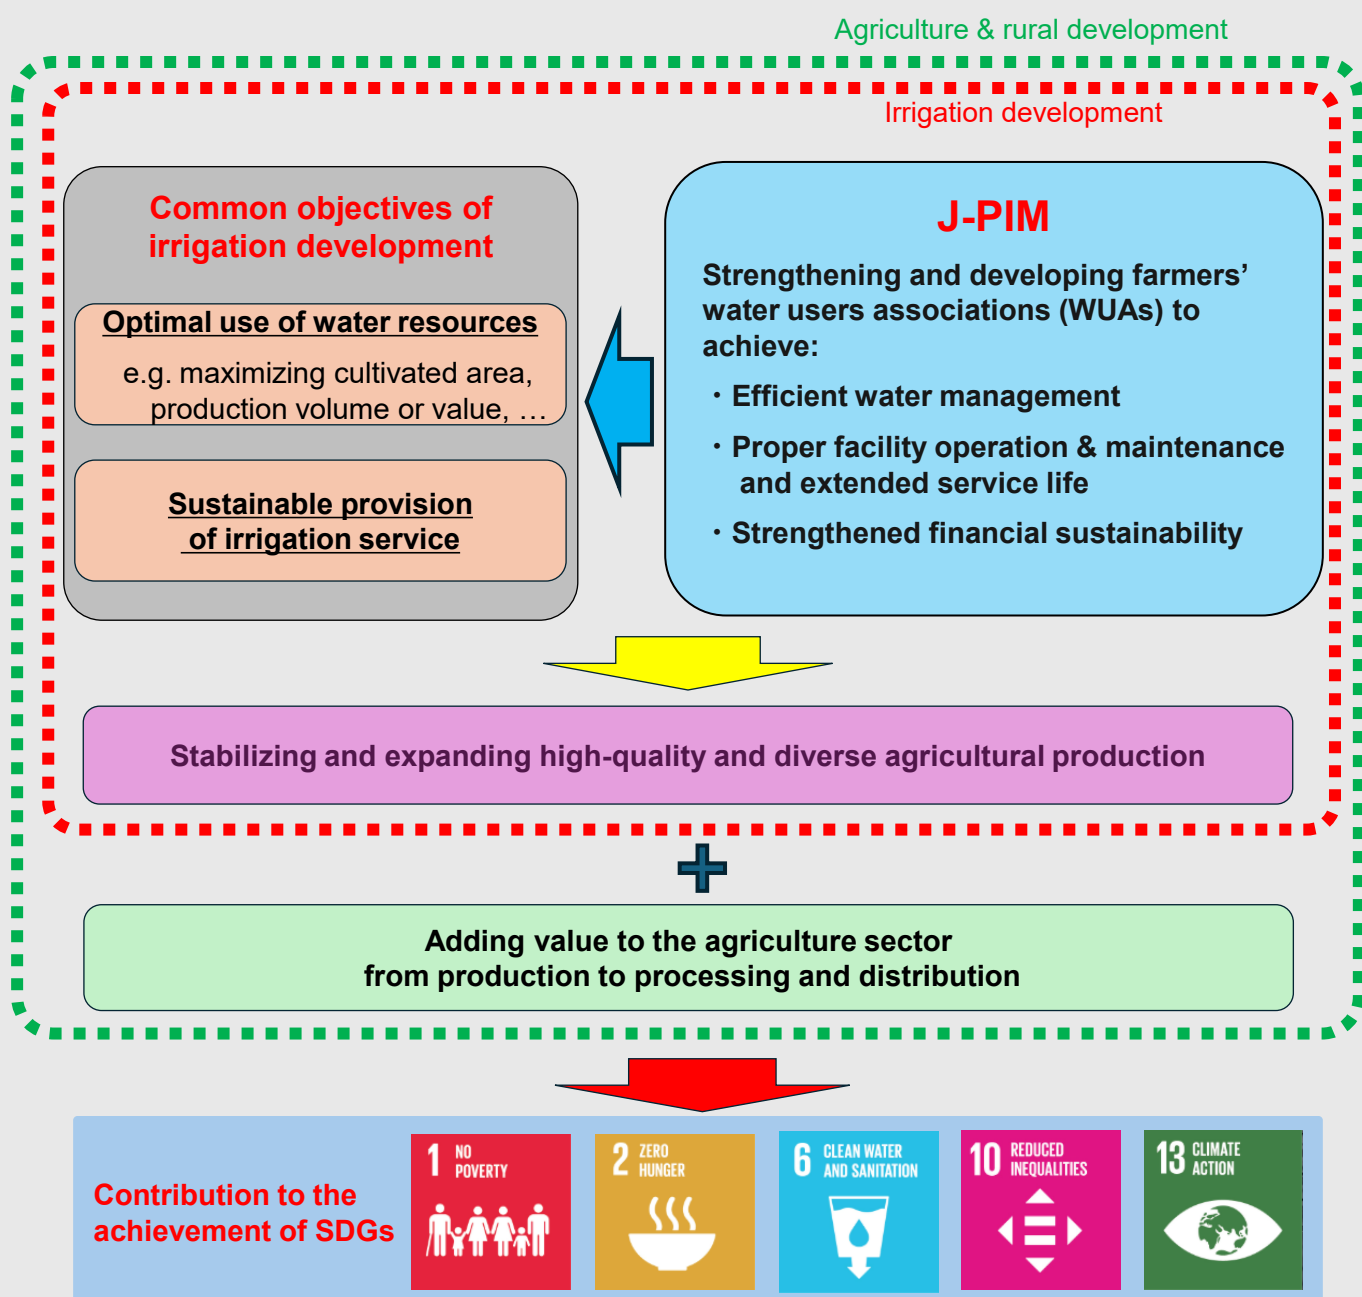 Agriculture & rural development
Irrigation development
Common objectives of
irrigation development
Optimal use of water resources
e.g. maximizing cultivated area,
production volume or value, …
Sustainable provision
of irrigation service
J-PIM
Strengthening and developing farmers’
water users associations (WUAs) to
achieve:
・Efficient water management
・Proper facility operation & maintenance
and extended service life
・Strengthened financial sustainability
Stabilizing and expanding high-quality and diverse agricultural production
Adding value to the agriculture sector
from production to processing and distribution
Contribution to the
achievement of SDGs
1 NO
POVERTY
2 ZERO
HUNGER
6 CLEAN WATER
AND SANITATION
10 REDUCED
INEQUALITIES
13 CLIMATE
ACTION